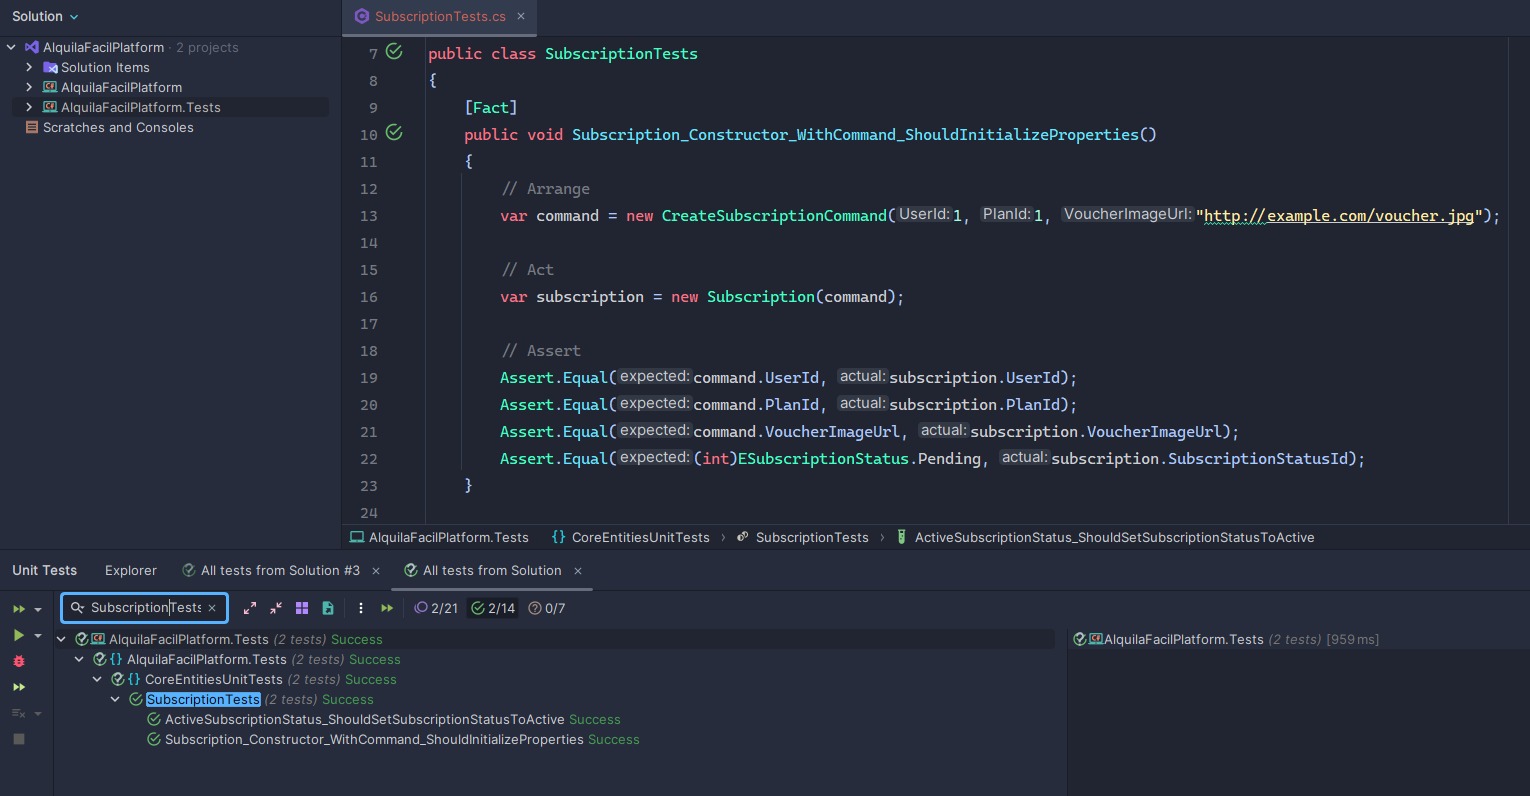 Solution
AlquilaFacilPlatform · 2 projects
Solution Items
AlquilaFacilPlatform
AlquilaFacilPlatform.Tests
Scratches and Consoles
SubscriptionTests.cs ×
7 public class SubscriptionTests
8 {
9 [Fact]
10 public void Subscription_Constructor_WithCommand_ShouldInitializeProperties()
11 {
12 // Arrange
13 var command = new CreateSubscriptionCommand( UserId: 1, PlanId: 1, VoucherImageUrl: "http://example.com/voucher.jpg");
14
15 // Act
16 var subscription = new Subscription(command);
17
18 // Assert
19 Assert.Equal( expected: command.UserId, actual: subscription.UserId);
20 Assert.Equal( expected: command.PlanId, actual: subscription.PlanId);
21 Assert.Equal( expected: command.VoucherImageUrl, actual: subscription.VoucherImageUrl);
22 Assert.Equal( expected: (int)ESubscriptionStatus.Pending, actual: subscription.SubscriptionStatusId);
23 }
24
AlquilaFacilPlatform.Tests {} CoreEntitiesUnitTests › SubscriptionTests › ActiveSubscriptionStatus_ShouldSetSubscriptionStatusToActive
Unit Tests Explorer All tests from Solution #3 × All tests from Solution ×
SubscriptionTests × 2/21 2/14 0/7
AlquilaFacilPlatform.Tests (2 tests) Success
{} AlquilaFacilPlatform.Tests (2 tests) Success
{} CoreEntitiesUnitTests (2 tests) Success
SubscriptionTests (2 tests) Success
ActiveSubscriptionStatus_ShouldSetSubscriptionStatusToActive Success
Subscription_Constructor_WithCommand_ShouldInitializeProperties Success
AlquilaFacilPlatform.Tests (2 tests) [959 ms]